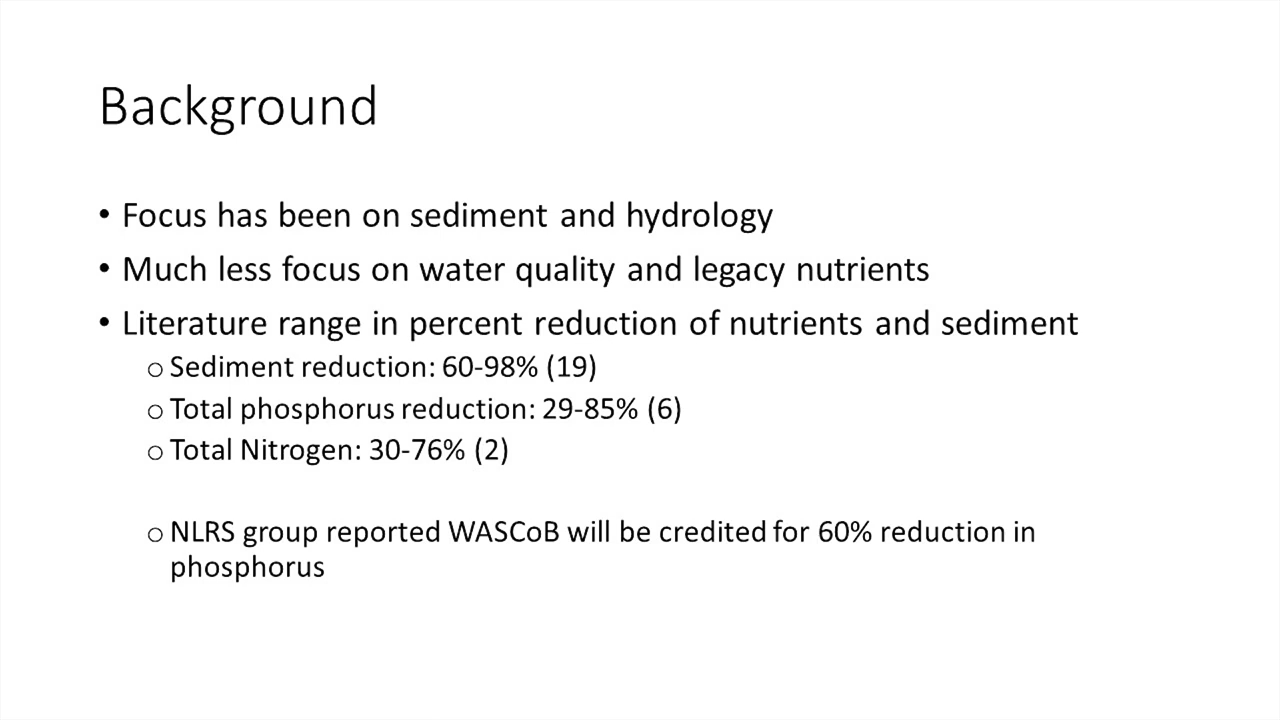 Background
• Focus has been on sediment and hydrology
• Much less focus on water quality and legacy nutrients
• Literature range in percent reduction of nutrients and sediment
o Sediment reduction: 60-98% (19)
o Total phosphorus reduction: 29-85% (6)
o Total Nitrogen: 30-76% (2)
o NLRS group reported WASCoB will be credited for 60% reduction in
phosphorus